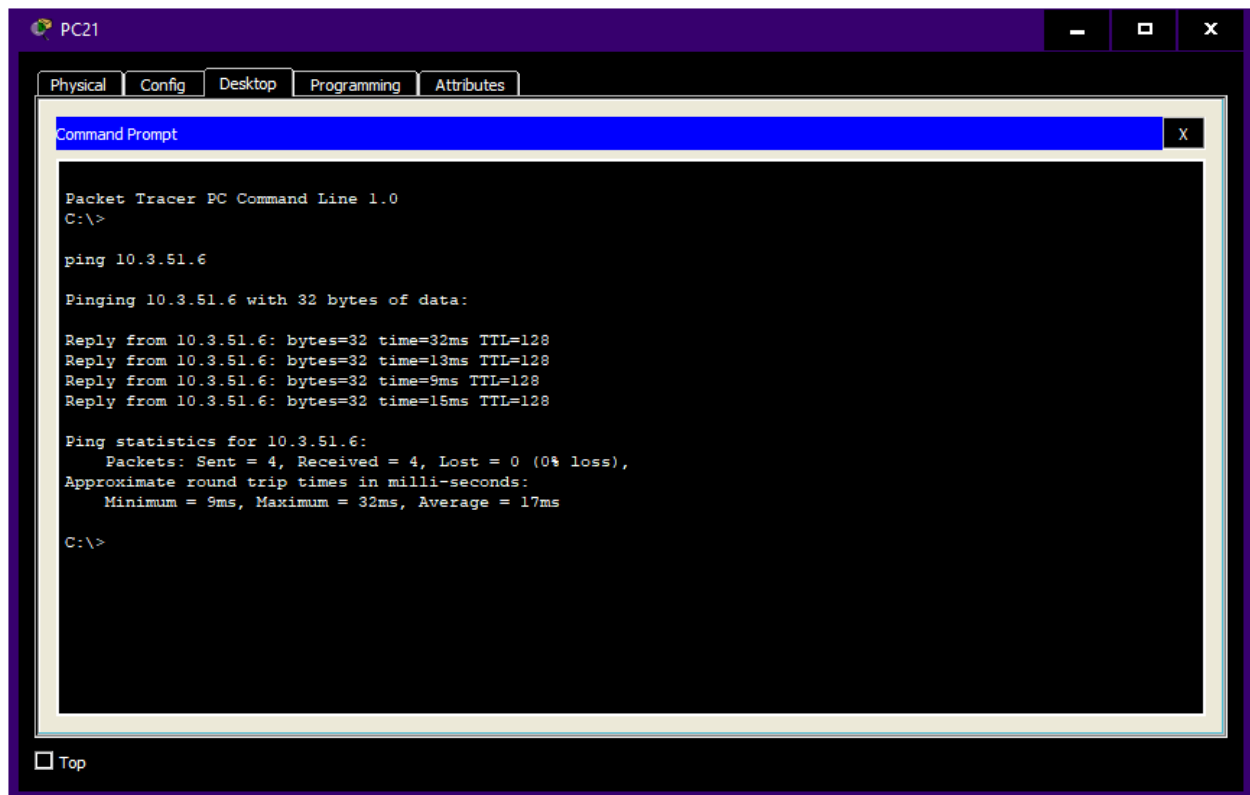 PC21
Physical Config Desktop Programming Attributes
Command Prompt X
Packet Tracer PC Command Line 1.0
C:\>
ping 10.3.51.6
Pinging 10.3.51.6 with 32 bytes of data:
Reply from 10.3.51.6: bytes=32 time=32ms TTL=128
Reply from 10.3.51.6: bytes=32 time=13ms TTL=128
Reply from 10.3.51.6: bytes=32 time=9ms TTL=128
Reply from 10.3.51.6: bytes=32 time=15ms TTL=128
Ping statistics for 10.3.51.6:
    Packets: Sent = 4, Received = 4, Lost = 0 (0% loss),
Approximate round trip times in milli-seconds:
    Minimum = 9ms, Maximum = 32ms, Average = 17ms
C:\>
Top